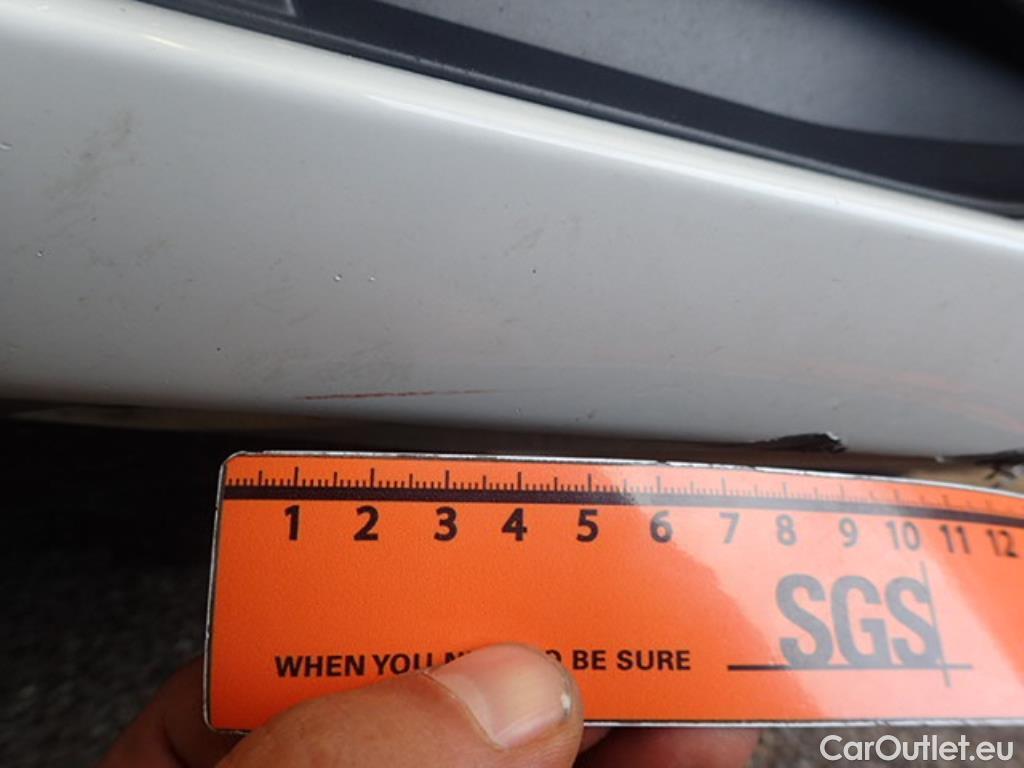 1 2 3 4 5 6 7 8 9 10 11 12
SGS
WHEN YOU BE SURE
CarOutlet.eu